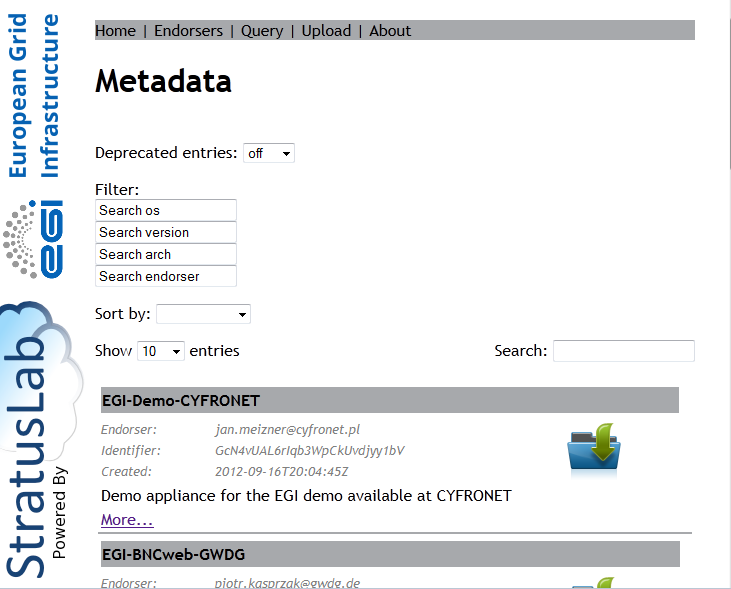 European Grid
Infrastructure
egi
StratusLab
Powered By
Home | Endorsers | Query | Upload | About
Metadata
Deprecated entries: off
Filter:
Search os
Search version
Search arch
Search endorser
Sort by:
Show 10 entries Search:
EGI-Demo-CYFRONET
Endorser: jan.meizner@cyfronet.pl
Identifier: GcN4vUAL6rIqb3WpCkUvdjyy1bV
Created: 2012-09-16T20:04:45Z
Demo appliance for the EGI demo available at CYFRONET
More...
EGI-BNCweb-GWDG
Endorser: piotr.kasprzak@gwdg.de